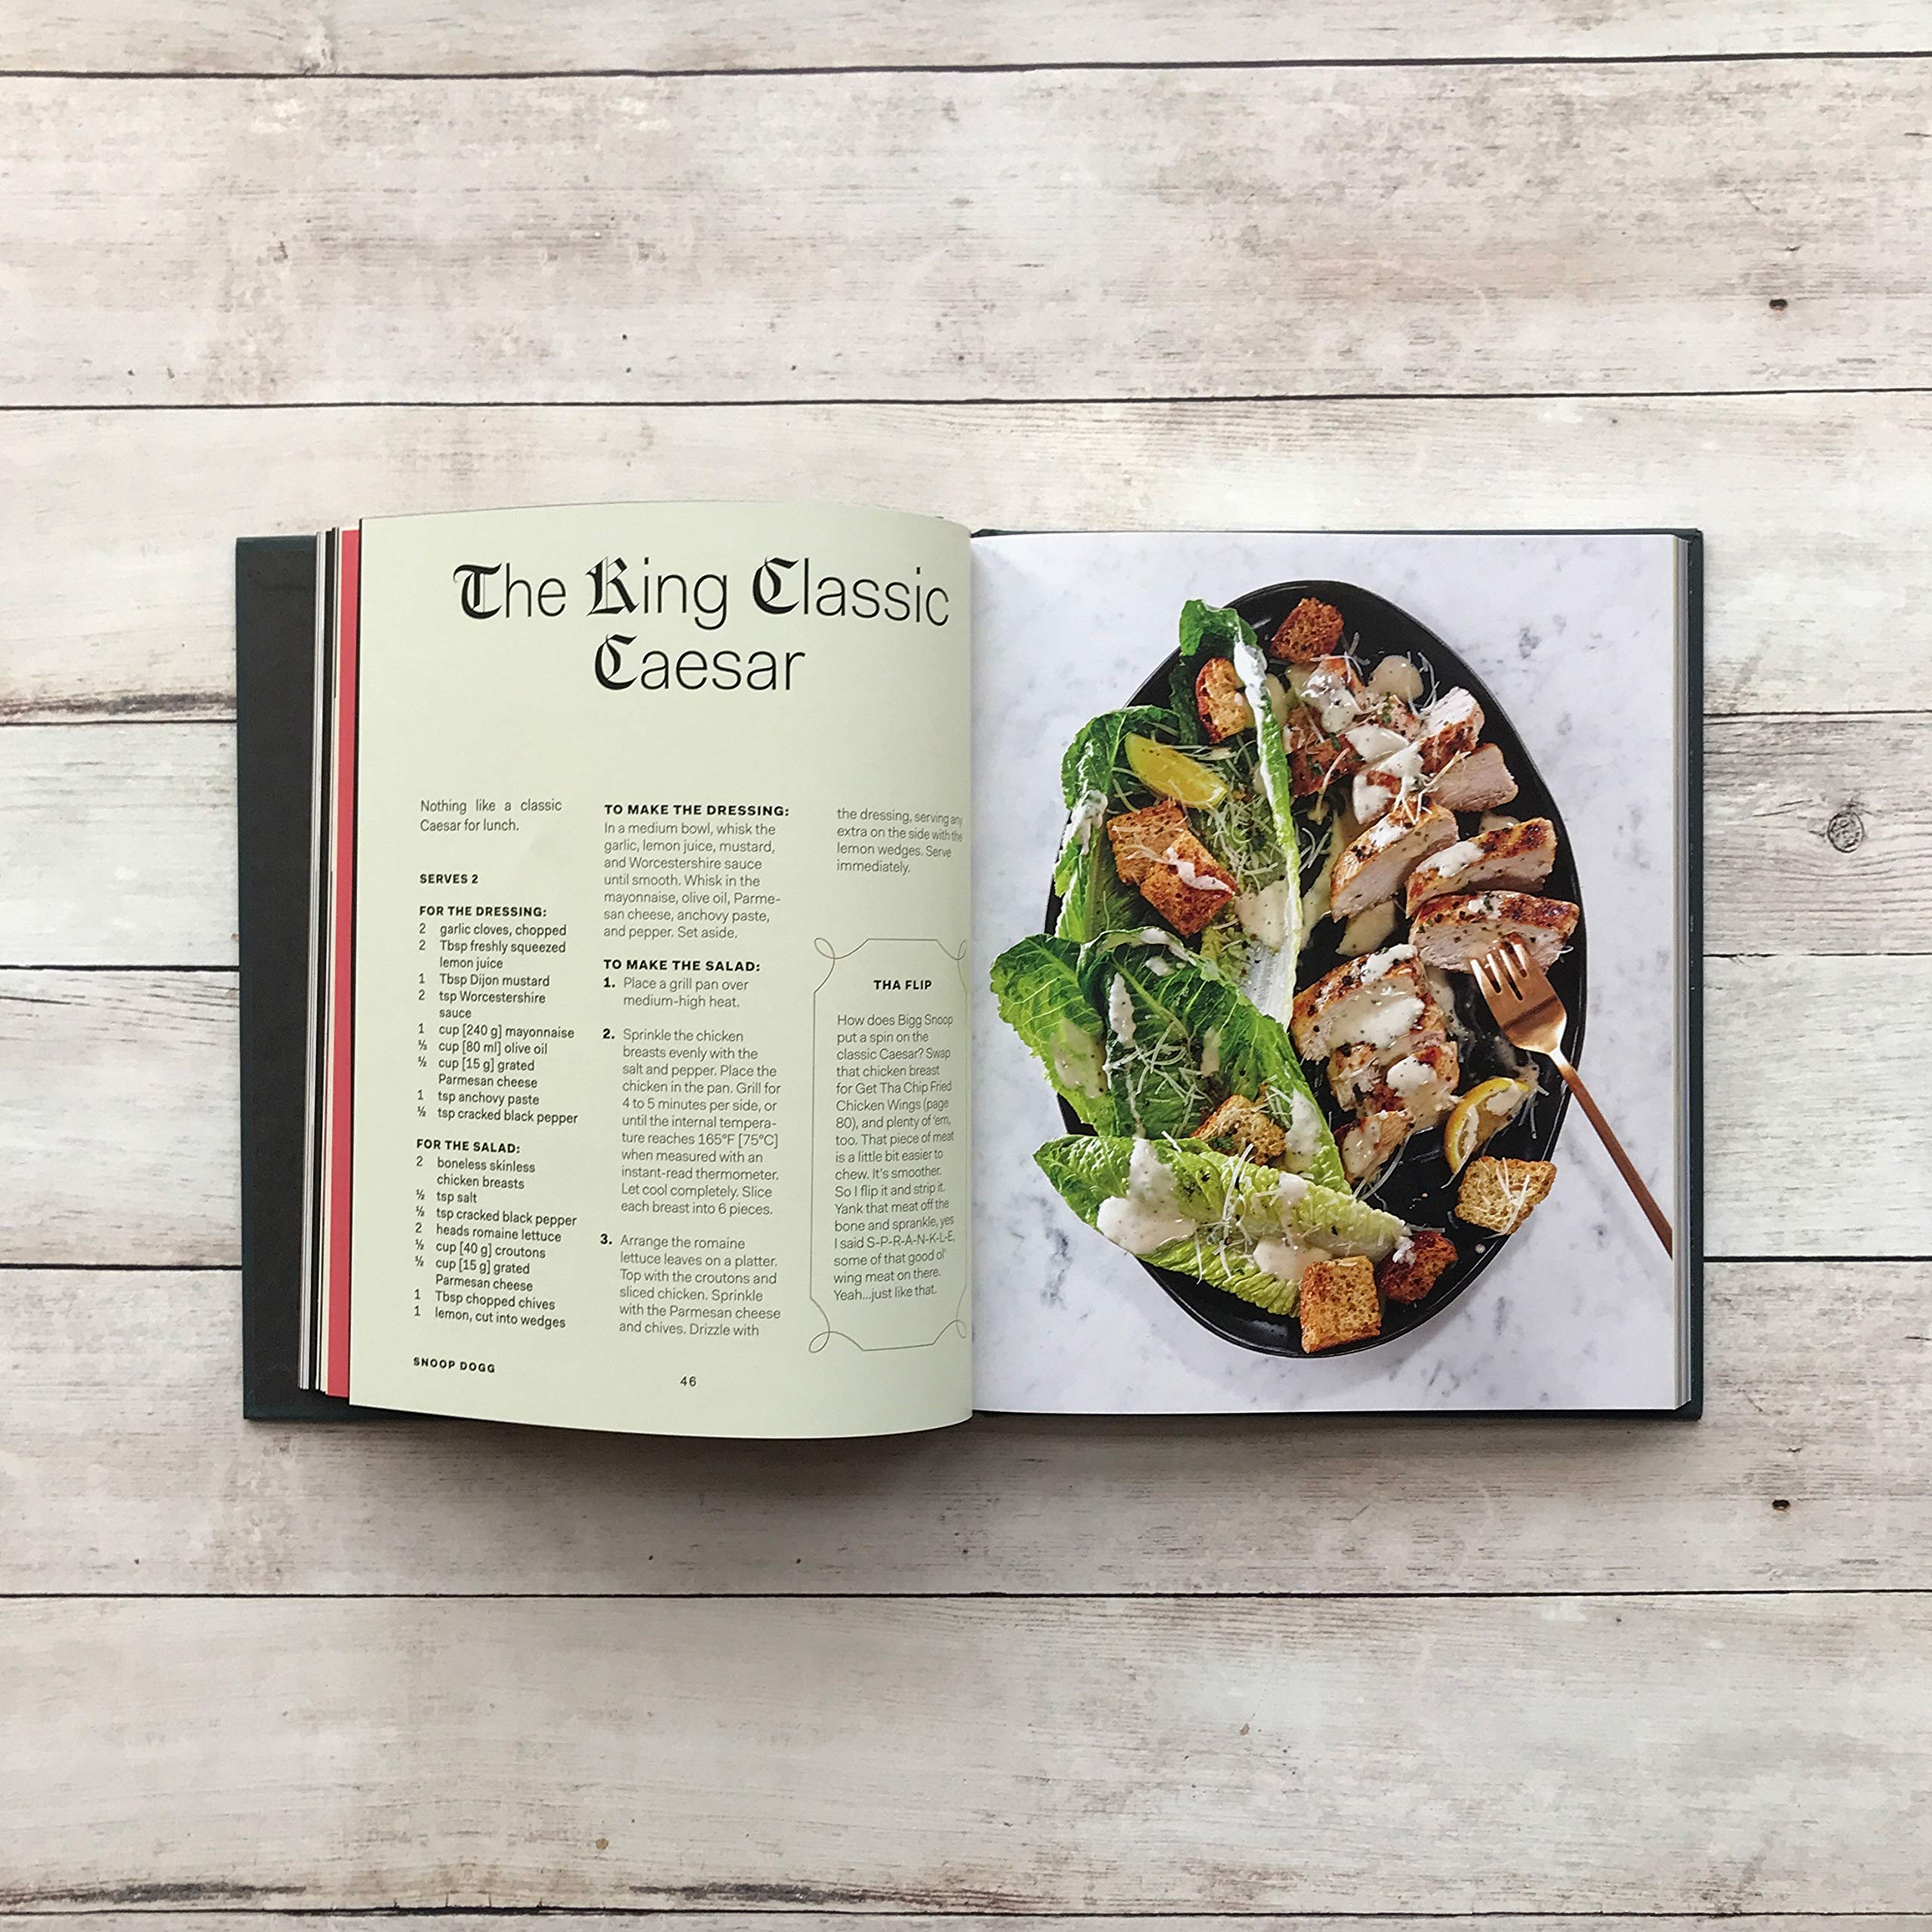 The King Classic
Caesar
Nothing like a classic
Caesar for lunch.
SERVES 2
FOR THE DRESSING:
2 garlic cloves, chopped
2 Tbsp freshly squeezed
lemon juice
1 Tbsp Dijon mustard
2 tsp Worcestershire
sauce
1 cup [240 g] mayonnaise
⅓ cup [80 ml] olive oil
½ cup [15 g] grated
Parmesan cheese
1 tsp anchovy paste
½ tsp cracked black pepper
FOR THE SALAD:
2 boneless skinless
chicken breasts
½ tsp salt
½ tsp cracked black pepper
2 heads romaine lettuce
½ cup [40 g] croutons
½ cup [15 g] grated
Parmesan cheese
1 Tbsp chopped chives
1 lemon, cut into wedges
TO MAKE THE DRESSING:
In a medium bowl, whisk the
garlic, lemon juice, mustard,
and Worcestershire sauce
until smooth. Whisk in the
mayonnaise, olive oil, Parme-
san cheese, anchovy paste,
and pepper. Set aside.
TO MAKE THE SALAD:
1. Place a grill pan over
medium-high heat.
2. Sprinkle the chicken
breasts evenly with the
salt and pepper. Place the
chicken in the pan. Grill for
4 to 5 minutes per side, or
until the internal tempera-
ture reaches 165°F [75°C]
when measured with an
instant-read thermometer.
Let cool completely. Slice
each breast into 6 pieces.
3. Arrange the romaine
lettuce leaves on a platter.
Top with the croutons and
sliced chicken. Sprinkle
with the Parmesan cheese
and chives. Drizzle with
the dressing, serving any
extra on the side with the
lemon wedges. Serve
immediately.
THA FLIP
How does Bigg Snoop
put a spin on the
classic Caesar? Swap
that chicken breast
for Get Tha Chip Fried
Chicken Wings (page
80), and plenty of 'em,
too. That piece of meat
is a little bit easier to
chew. It's smoother.
So I flip it and strip it.
Yank that meat off the
bone and sprankle, yes
I said S-P-R-A-N-K-L-E,
some of that good ol'
wing meat on there.
Yeah...just like that.
SNOOP DOGG
46